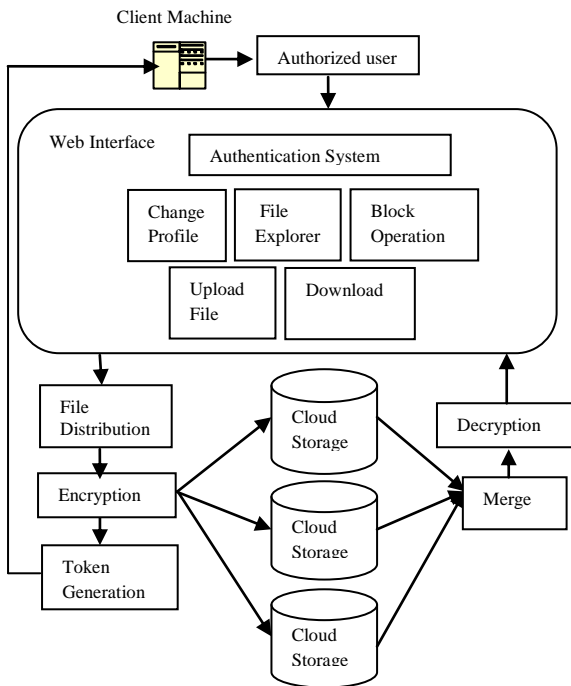 Client Machine
Authorized user
Web Interface
Authentication System
Change
Profile
File
Explorer
Block
Operation
Upload
File
Download
File
Distribution
Cloud
Storage
Decryption
Encryption
Cloud
Storage
Merge
Token
Generation
Cloud
Storage